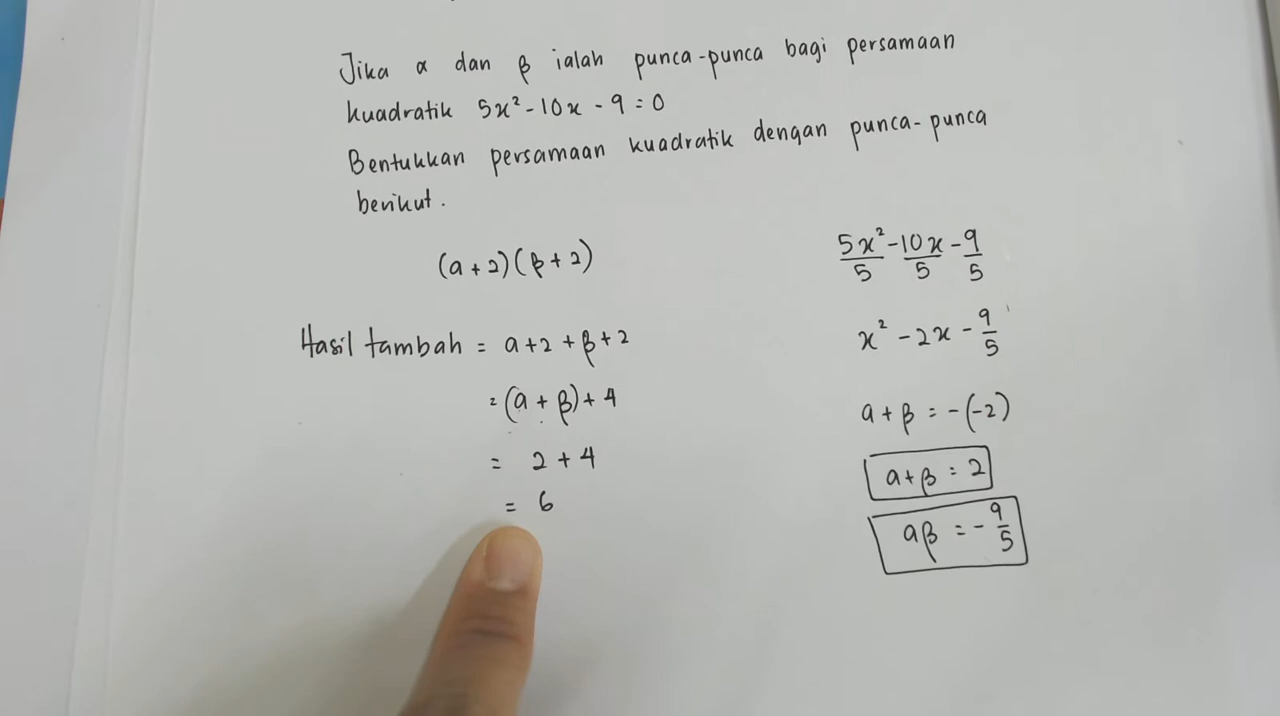 Jika α dan β ialah punca-punca bagi persamaan
kuadratik 5x² - 10x - 9 = 0
Bentukkan persamaan kuadratik dengan punca-punca
berikut.
(a + 2)(β + 2)
Hasil tambah = a + 2 + β + 2
= (a + β) + 4
= 2 + 4
= 6
5x²/5 - 10x/5 - 9/5
x² - 2x - 9/5
a + β = -(-2)
a + β = 2
aβ = - 9/5